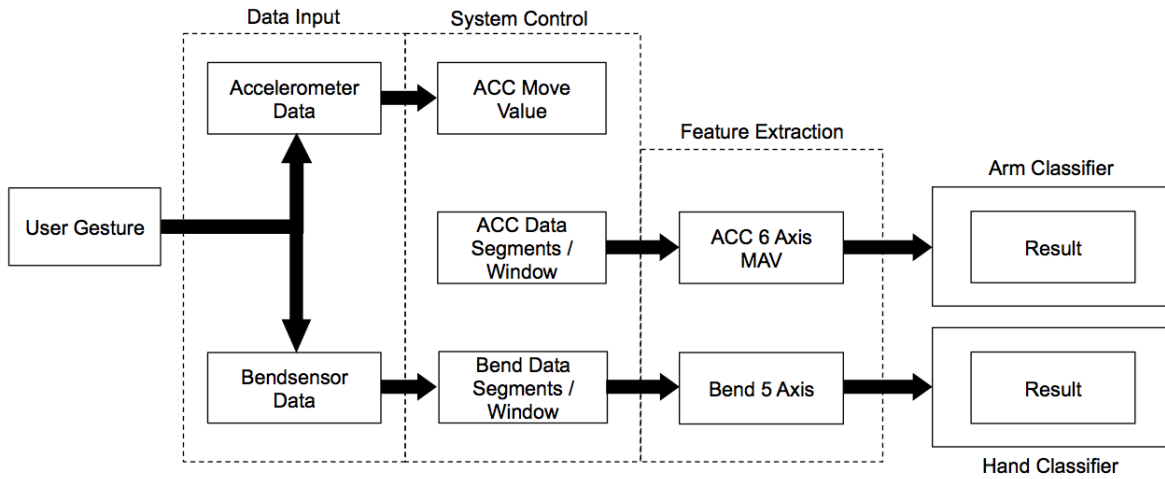 Data Input
System Control
Accelerometer
Data
ACC Move
Value
Feature Extraction
Arm Classifier
User Gesture
ACC Data
Segments /
Window
ACC 6 Axis
MAV
Result
Bendsensor
Data
Bend Data
Segments /
Window
Bend 5 Axis
Result
Hand Classifier